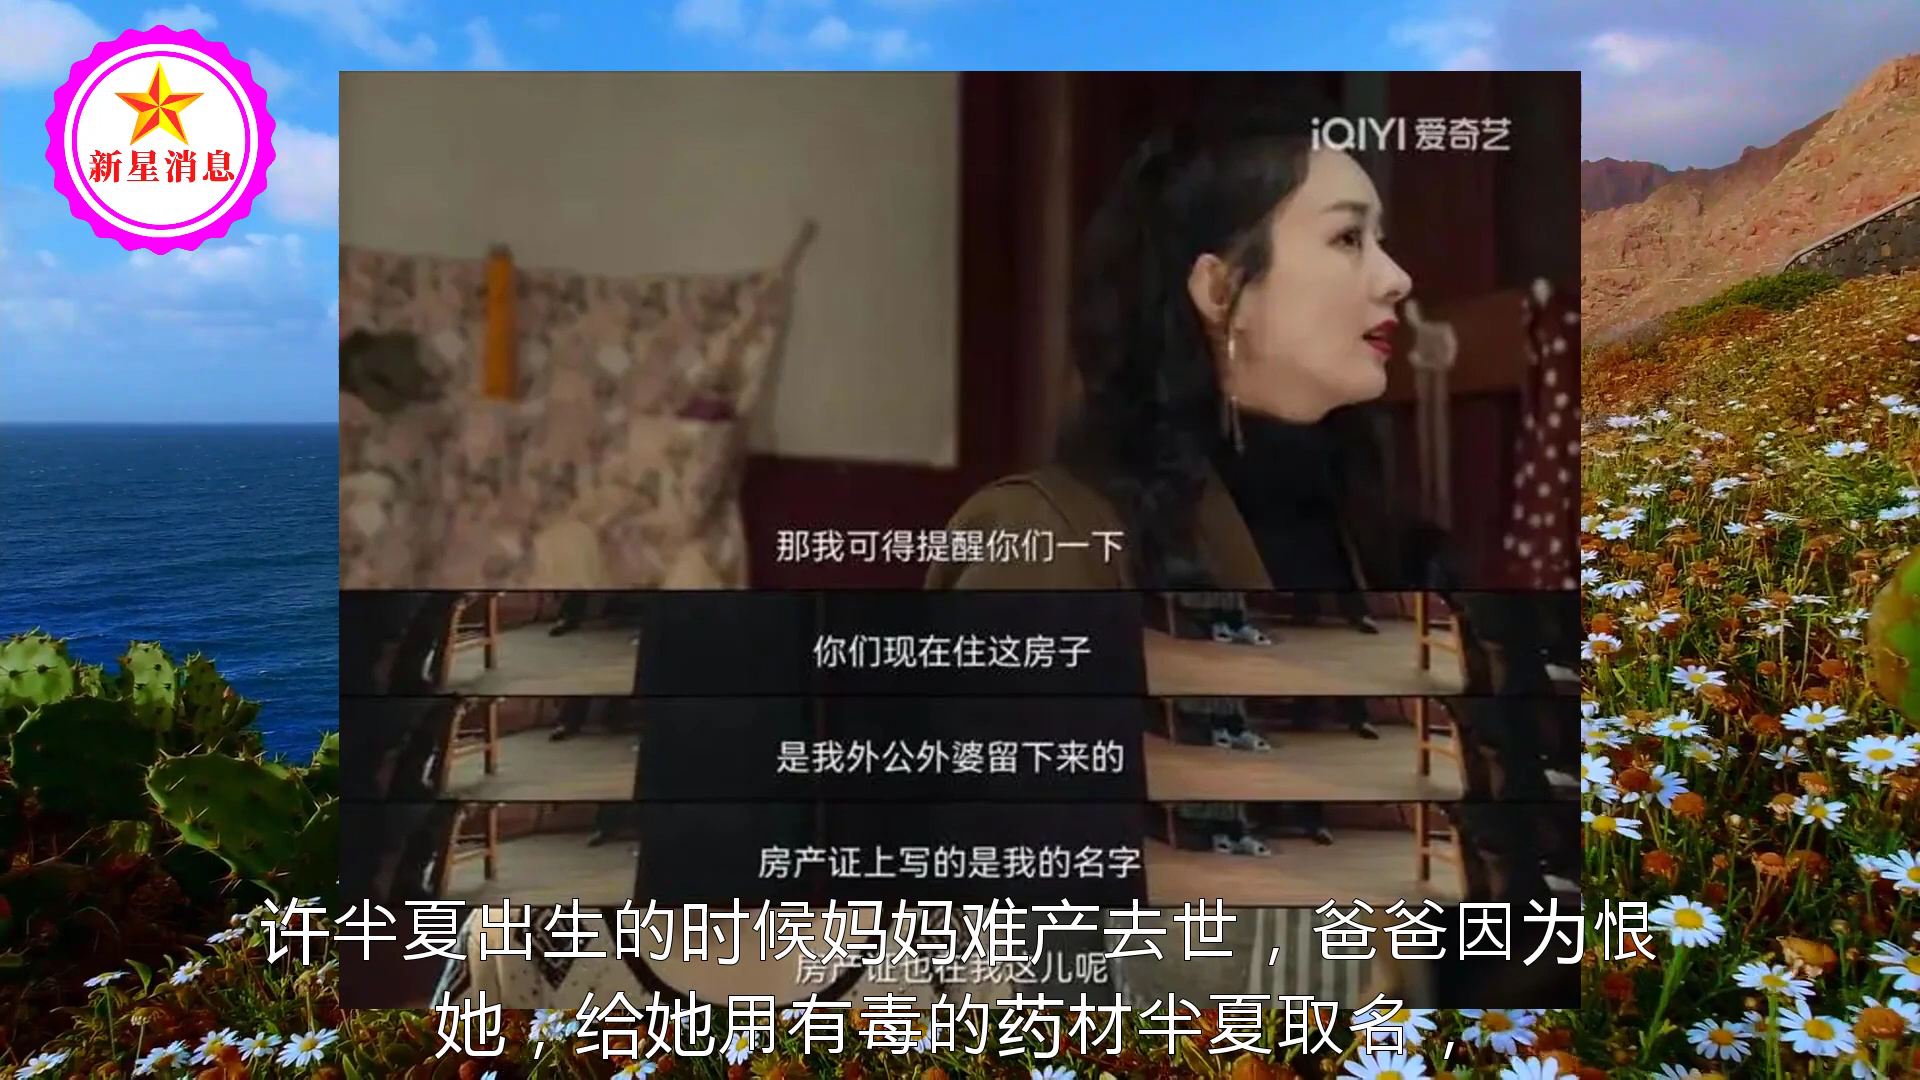 新星消息
iQIYI 爱奇艺
那我可得提醒你们一下
你们现在住这房子
是我外公外婆留下来的
房产证上写的是我的名字
房产证也在我这儿呢
许半夏出生的时候妈妈难产去世，爸爸因为恨
她，给她用有毒的药材半夏取名，